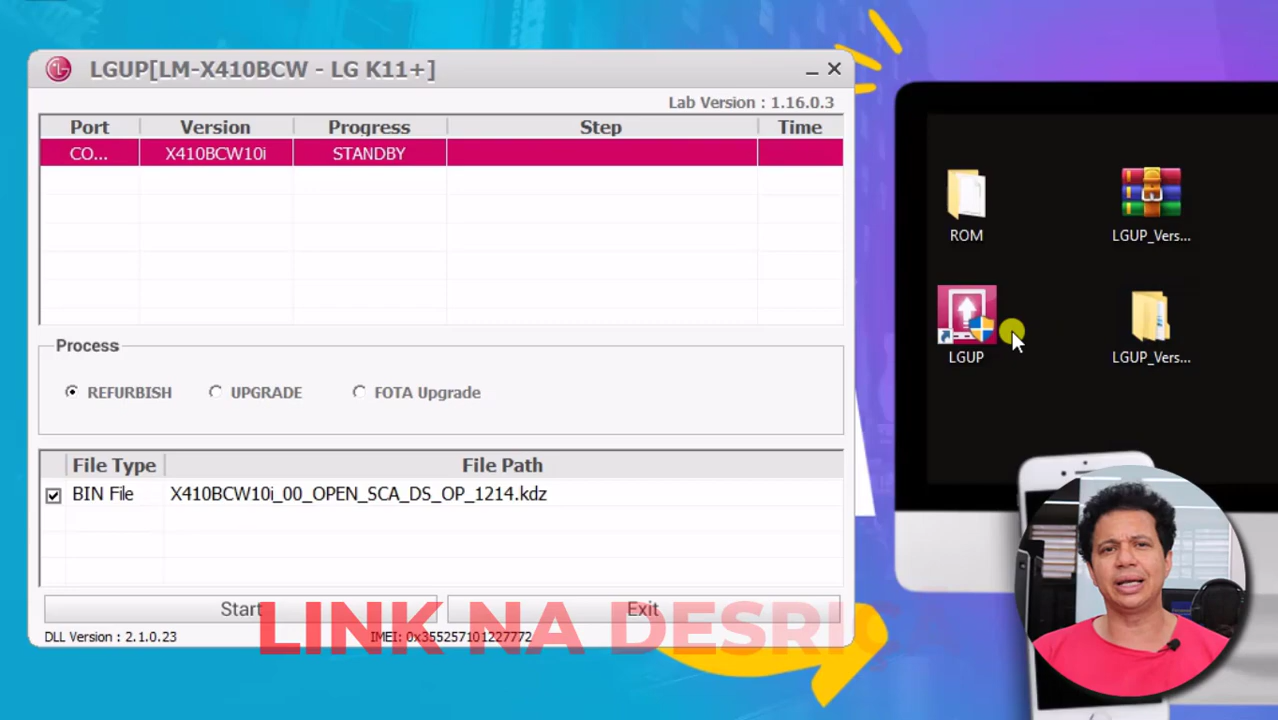 LGUP[LM-X410BCW - LG K11+]
Lab Version : 1.16.0.3
Port Version Progress Step Time
CO... X410BCW10i STANDBY
ROM LGUP_Vers...
LGUP LGUP_Vers...
Process
REFURBISH UPGRADE FOTA Upgrade
File Type File Path
BIN File X410BCW10i_00_OPEN_SCA_DS_OP_1214.kdz
Start Exit
LINK NA DESRIÇA
DLL Version : 2.1.0.23 IMEI: 0x355257101227772